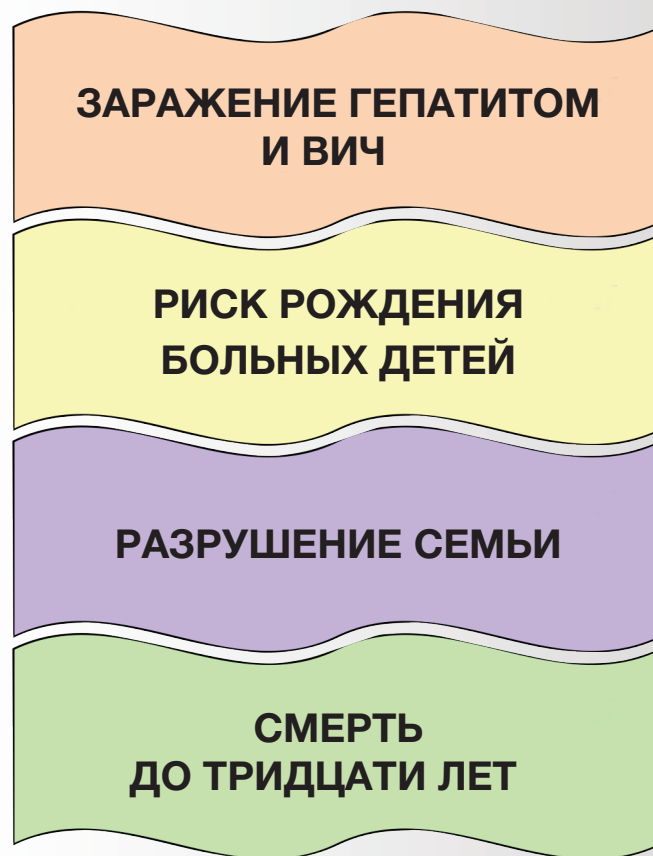 ЗАРАЖЕНИЕ ГЕПАТИТОМ
И ВИЧ
РИСК РОЖДЕНИЯ
БОЛЬНЫХ ДЕТЕЙ
РАЗРУШЕНИЕ СЕМЬИ
СМЕРТЬ
ДО ТРИДЦАТИ ЛЕТ